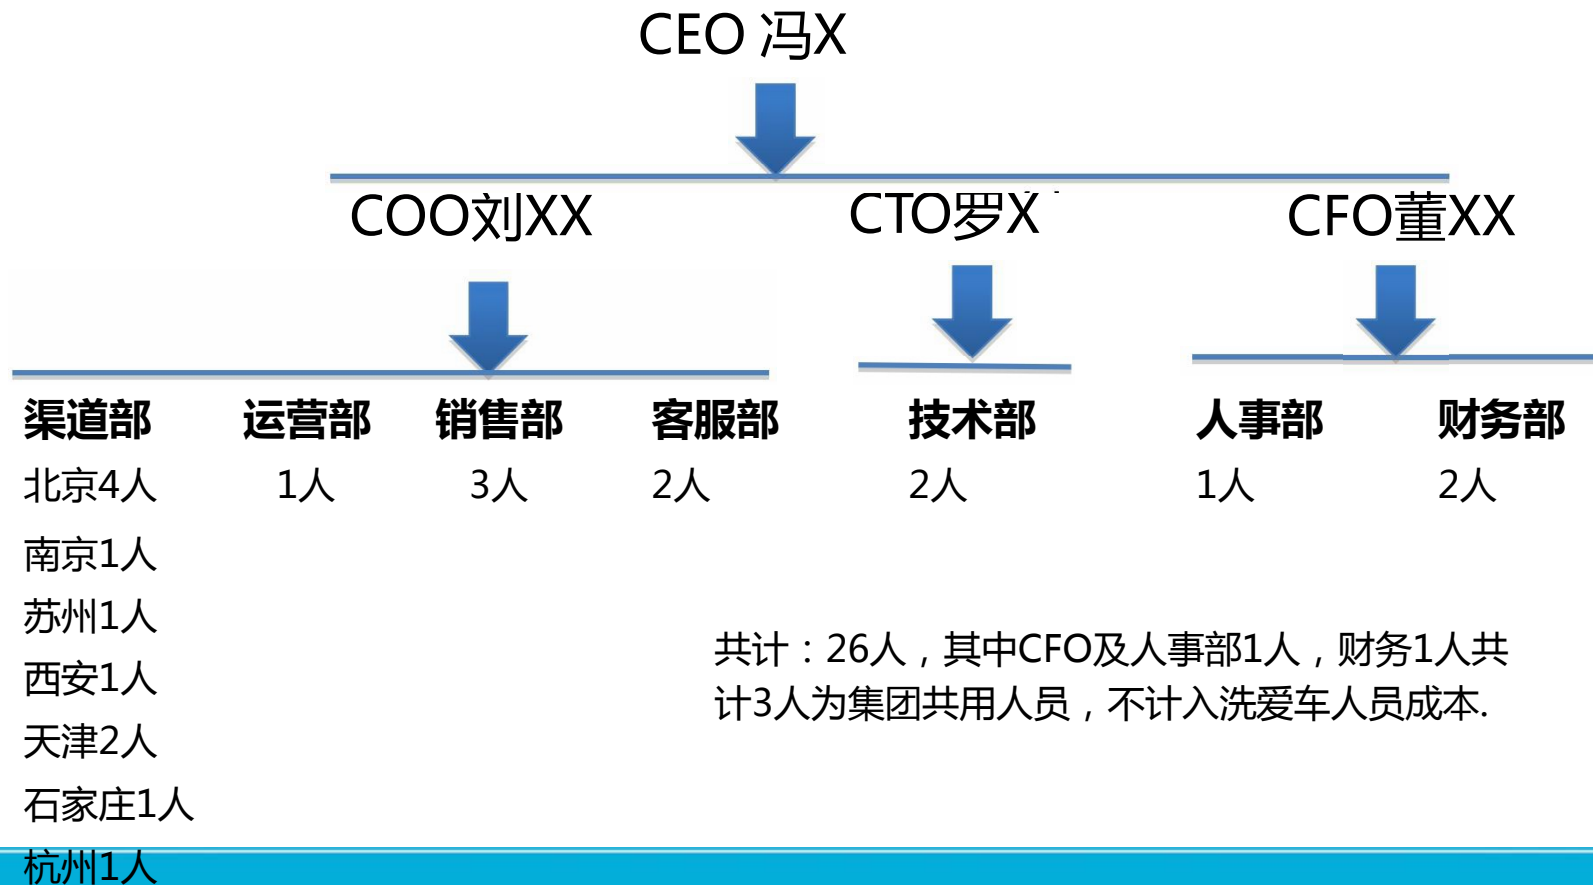 CEO 冯X
COO刘XX
CTO罗X
CFO董XX
渠道部 运营部 销售部 客服部 技术部 人事部 财务部
北京4人 1人 3人 2人 2人 1人 2人
南京1人
苏州1人
西安1人
天津2人
石家庄1人
杭州1人
共计：26人，其中CFO及人事部1人，财务1人共
计3人为集团共用人员，不计入洗爱车人员成本.